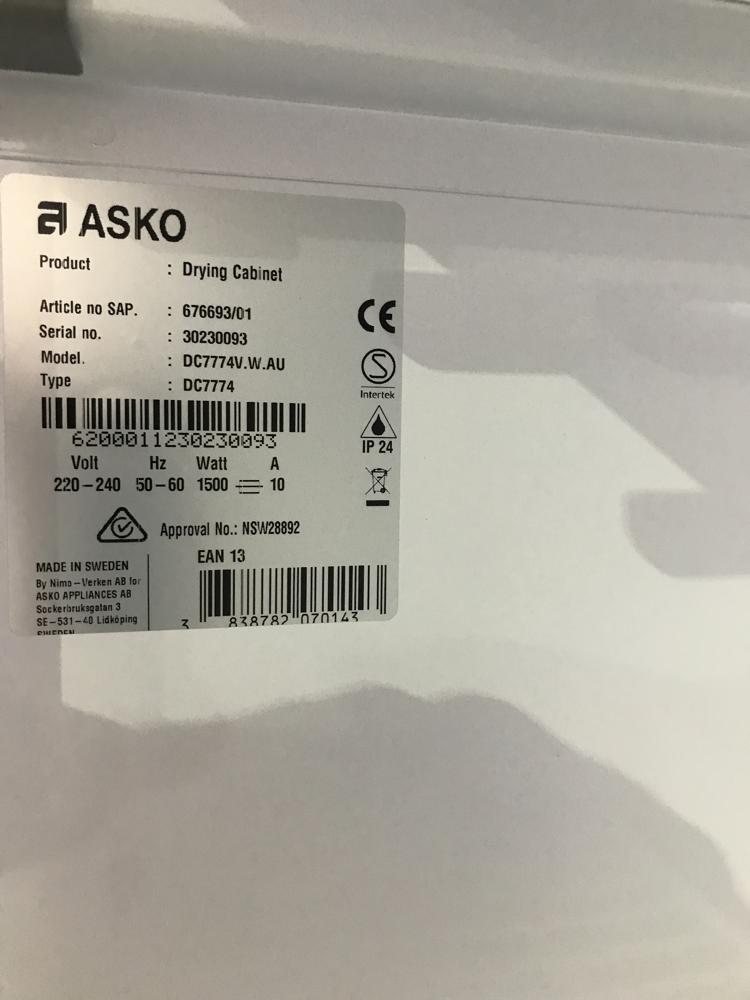 ASKO
Product : Drying Cabinet
Article no SAP. : 676693/01
Serial no. : 30230093
Model. : DC7774V.W.AU
Type : DC7774
CE
S
Intertek
IP 24
6200011230230093
Volt Hz Watt A
220-240 50-60 1500 10
Approval No.: NSW28892
EAN 13
MADE IN SWEDEN
By Nimo-Verken AB for
ASKO APPLIANCES AB
Sockerbruksgatan 3
SE-531-40 Lidköping
SWEDEN
3 838782 070143